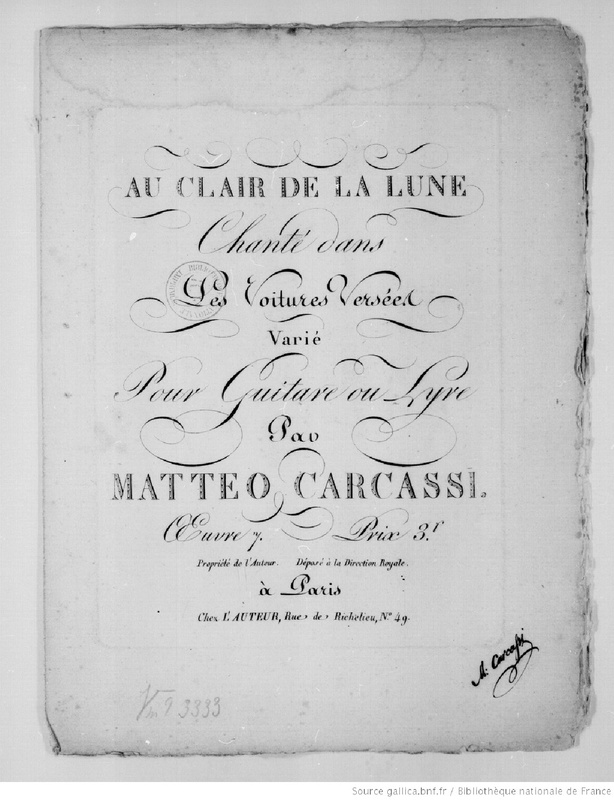 AU CLAIR DE LA LUNE
Chanté dans
Les Voitures Versées
Varié
Pour Guitare ou Lyre
Par
MATTEO CARCASSI.
Œuvre 7. Prix 3.f
Propriété de l'Auteur. Déposé à la Direction Royale.
à Paris
Chez L'AUTEUR, Rue de Richelieu, No. 49.
M. Carcassi
Vm 9 3333
Source gallica.bnf.fr / Bibliothèque nationale de France